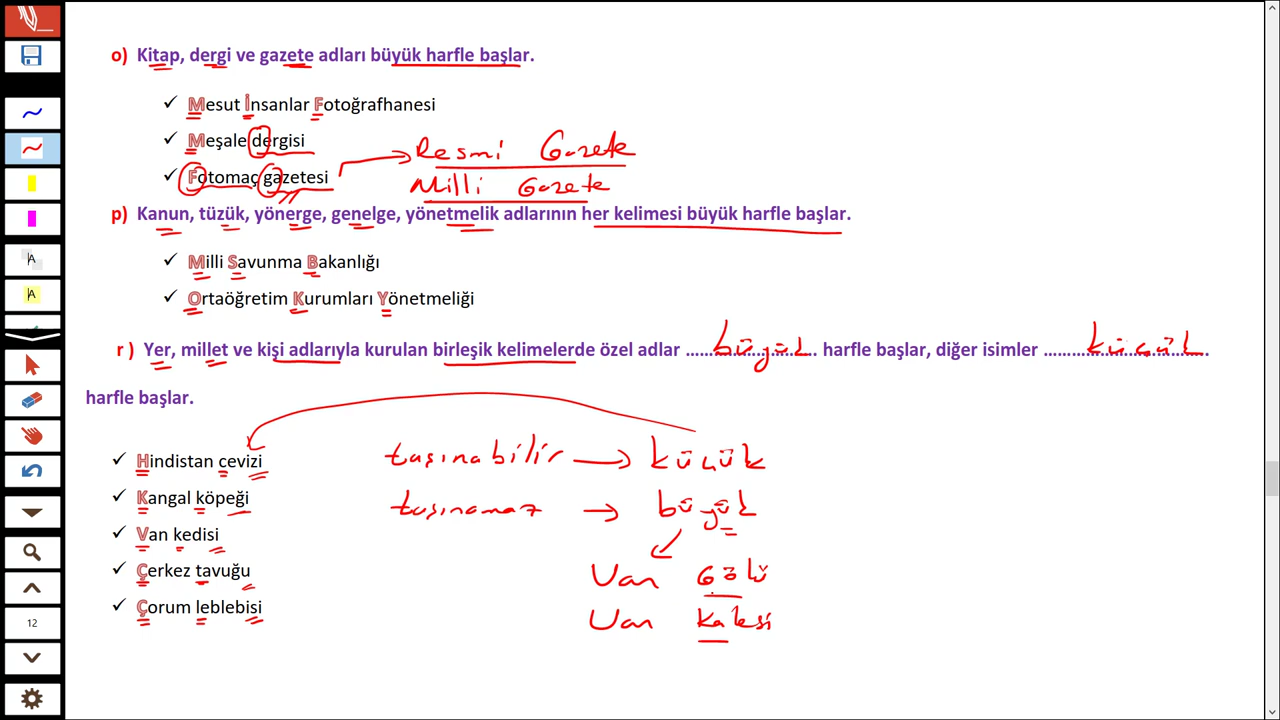 o) Kitap, dergi ve gazete adları büyük harfle başlar.
✓ Mesut İnsanlar Fotoğrafhanesi
✓ Meşale dergisi
✓ Fotomaç gazetesi
Resmi Gazete
Milli Gazete
p) Kanun, tüzük, yönerge, genelge, yönetmelik adlarının her kelimesi büyük harfle başlar.
✓ Milli Savunma Bakanlığı
✓ Ortaöğretim Kurumları Yönetmeliği
r ) Yer, millet ve kişi adlarıyla kurulan birleşik kelimelerde özel adlar ......büyük...... harfle başlar, diğer isimler ......küçük......
harfle başlar.
✓ Hindistan cevizi
✓ Kangal köpeği
✓ Van kedisi
✓ Çerkez tavuğu
✓ Çorum leblebisi
taşınabilir → küçük
taşınamaz → büyük
Van Gölü
Van kalesi
A
A
12